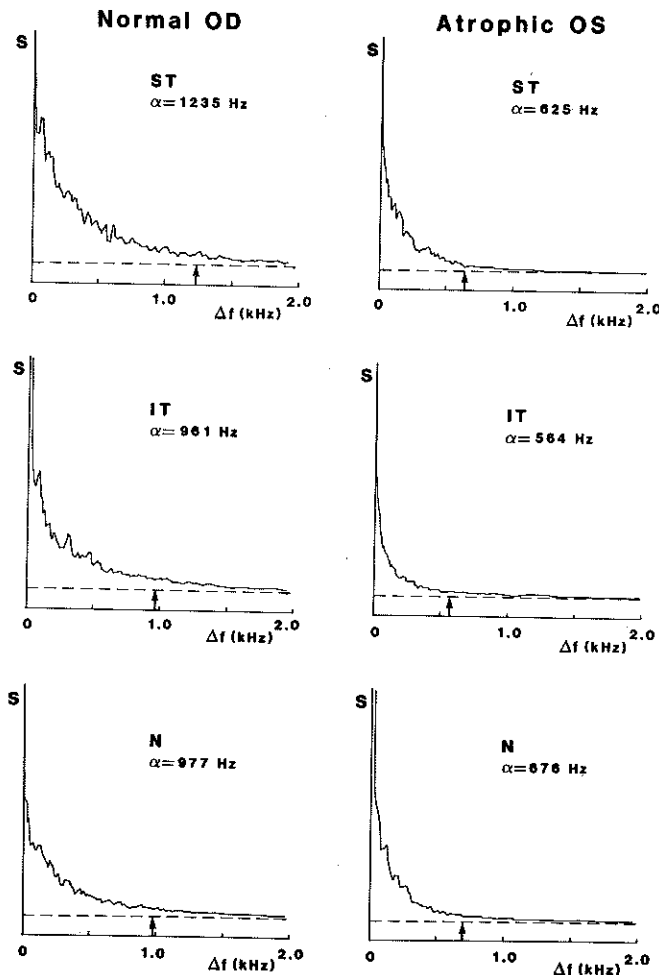 Normal OD
Atrophic OS
S
ST
α=1235 Hz
0 1.0 2.0
Δf (kHz)
S
ST
α=625 Hz
0 1.0 2.0
Δf (kHz)
S
IT
α=961 Hz
0 1.0 2.0
Δf (kHz)
S
IT
α=564 Hz
0 1.0 2.0
Δf (kHz)
S
N
α=977 Hz
0 1.0 2.0
Δf (kHz)
S
N
α=676 Hz
0 1.0 2.0
Δf (kHz)